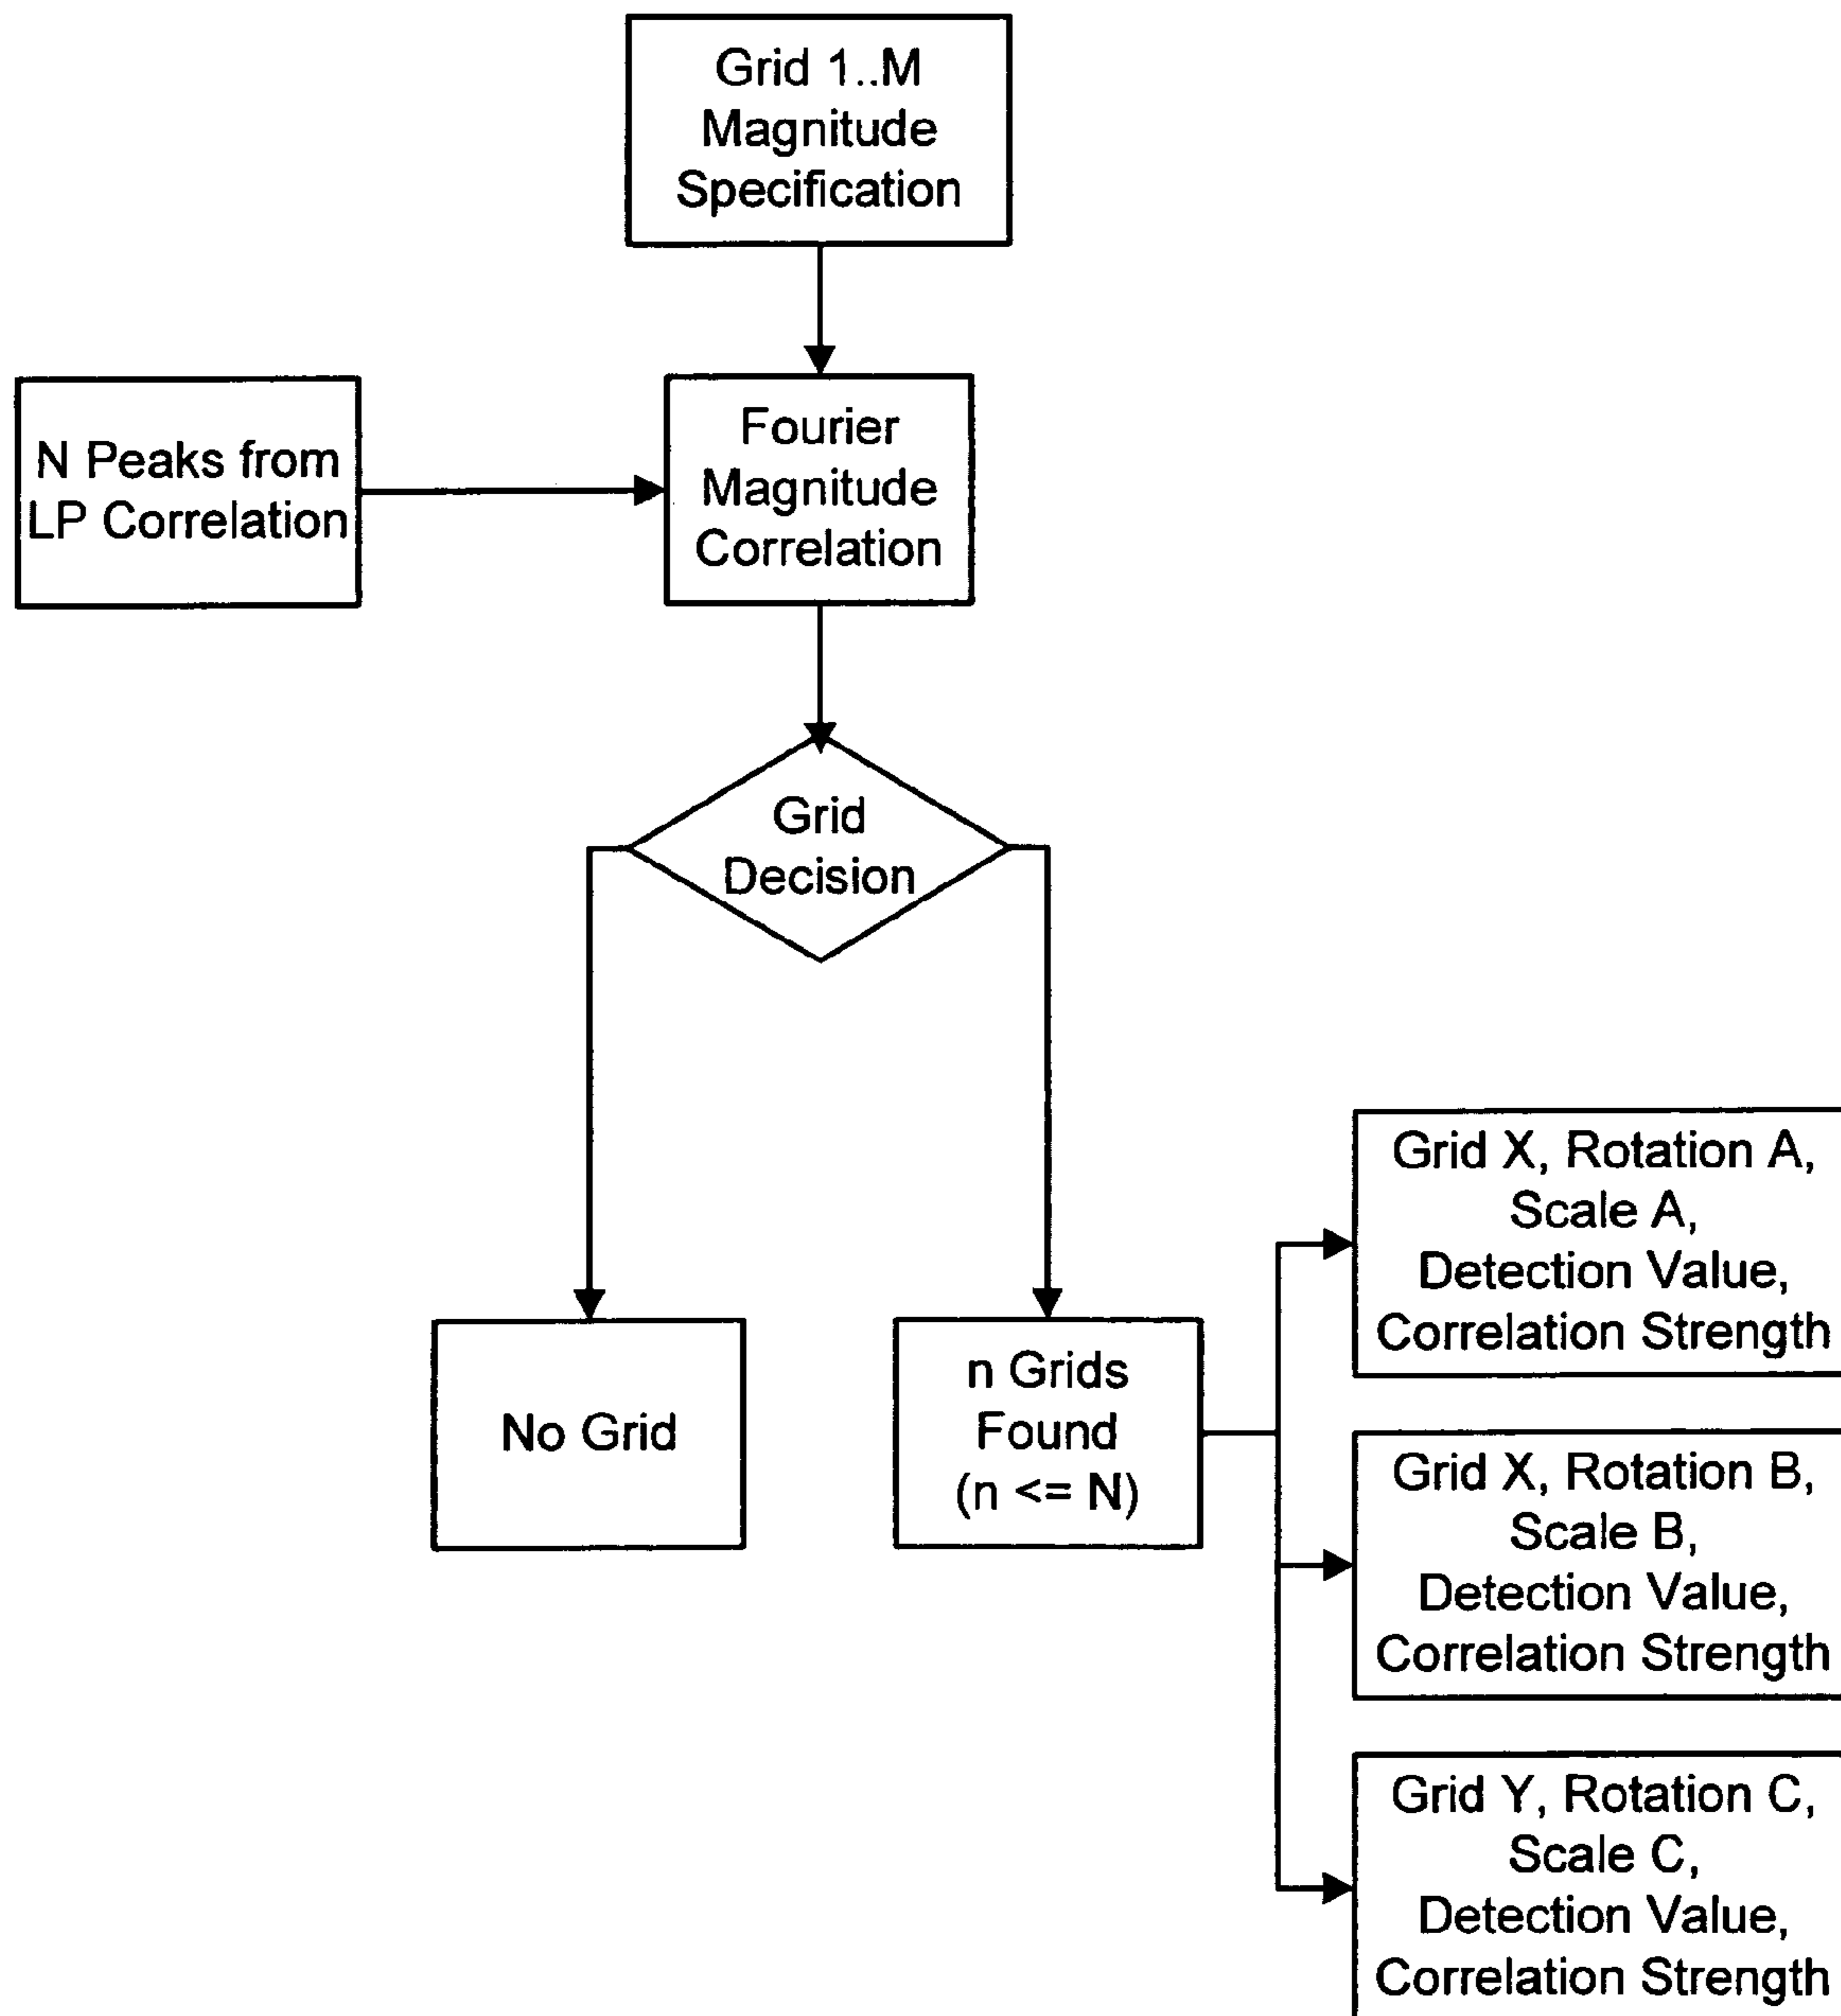 Grid 1..M
Magnitude
Specification
N Peaks from
LP Correlation
Fourier
Magnitude
Correlation
Grid
Decision
No Grid
n Grids
Found
(n <= N)
Grid X, Rotation A,
Scale A,
Detection Value,
Correlation Strength
Grid X, Rotation B,
Scale B,
Detection Value,
Correlation Strength
Grid Y, Rotation C,
Scale C,
Detection Value,
Correlation Strength